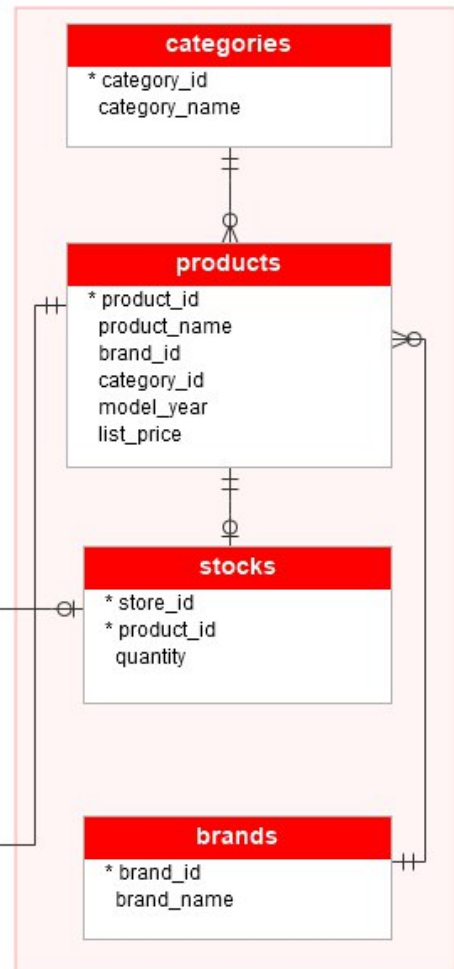 categories
* category_id
category_name
products
* product_id
product_name
brand_id
category_id
model_year
list_price
stocks
* store_id
* product_id
quantity
brands
* brand_id
brand_name